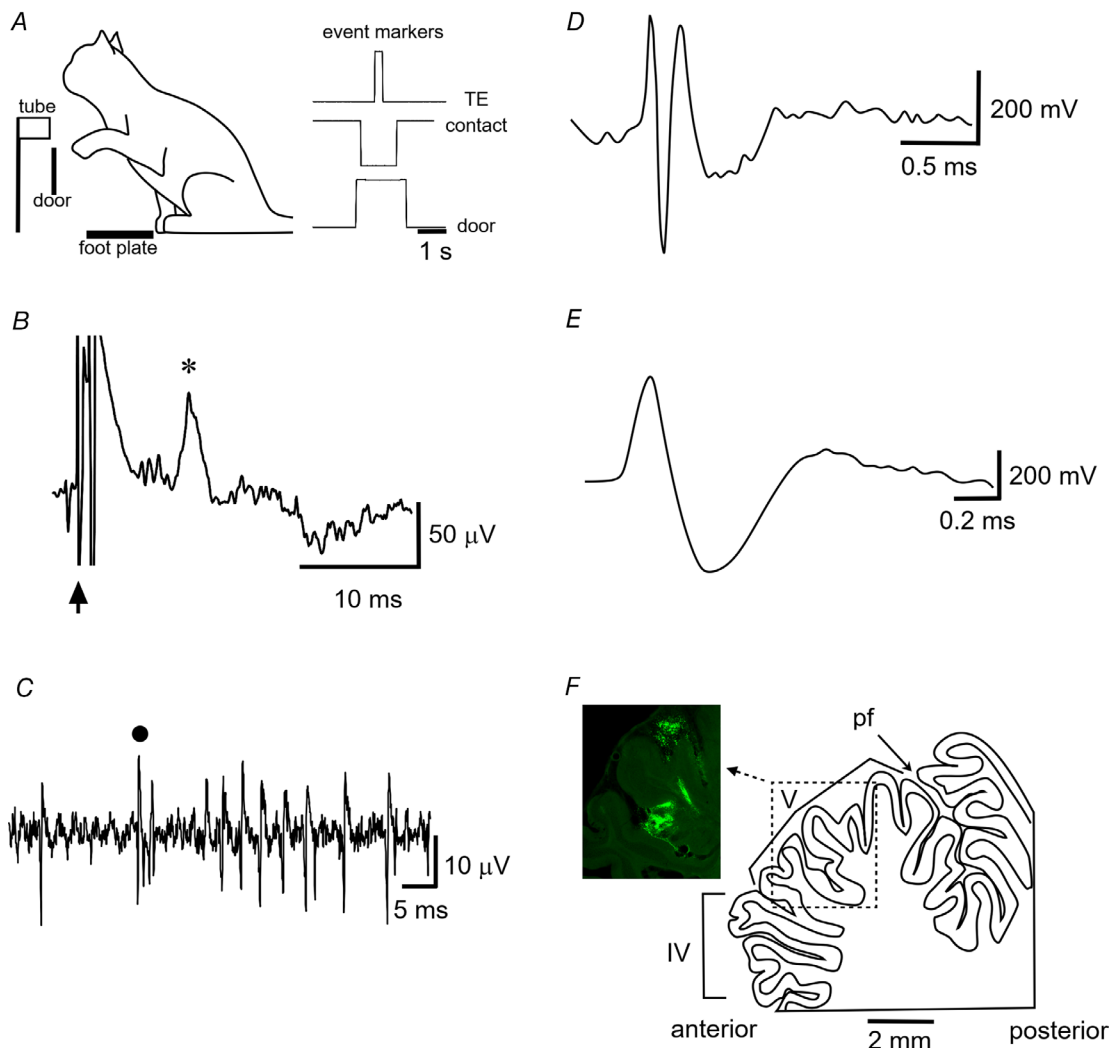 A
event markers
TE
contact
tube
door
foot plate
door
1 s
B
*
50 μV
10 ms
C
10 μV
5 ms
D
200 mV
0.5 ms
E
200 mV
0.2 ms
F
pf
V
IV
anterior
2 mm
posterior